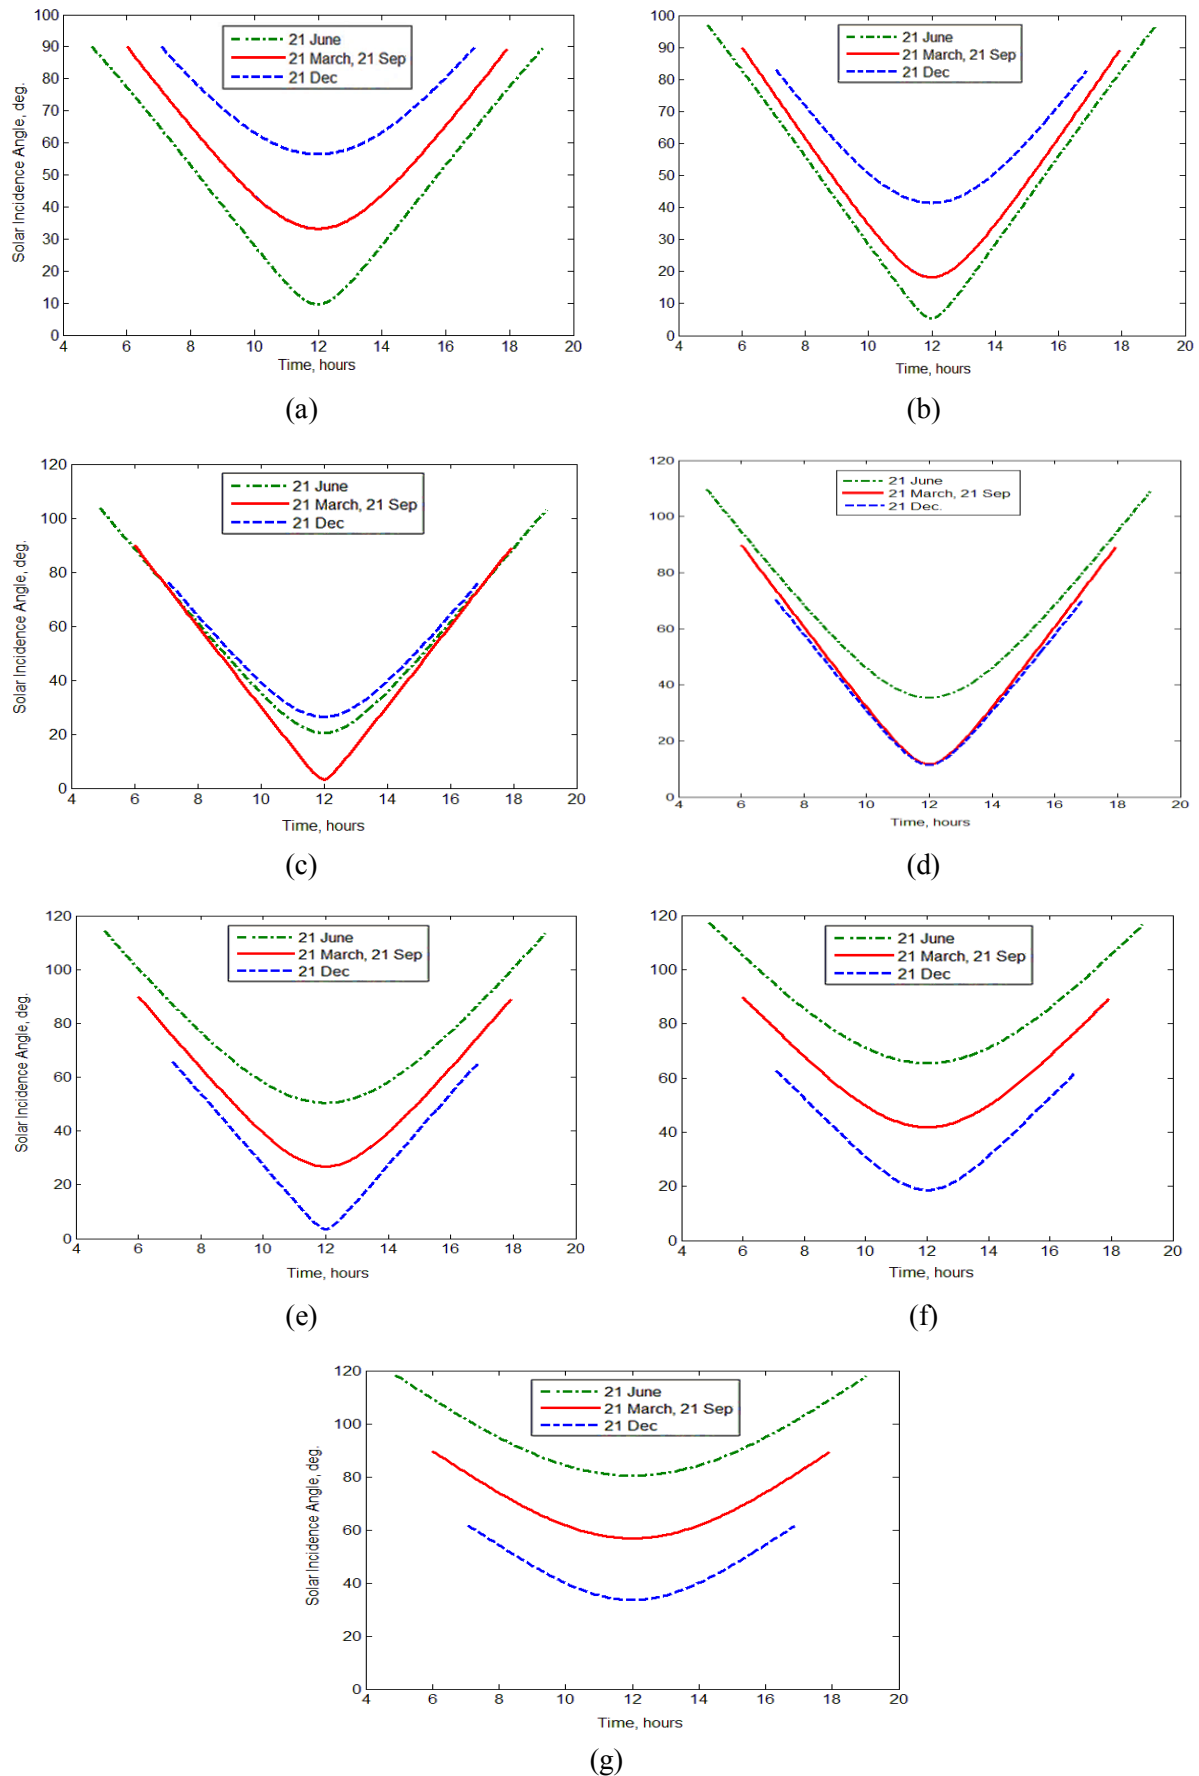 100
90
80
70
60
50
40
30
20
10
0
Solar Incidence Angle, deg.
21 June
21 March, 21 Sep
21 Dec
4 6 8 10 12 14 16 18 20
Time, hours
(a)
100
90
80
70
60
50
40
30
20
10
0
21 June
21 March, 21 Sep
21 Dec
4 6 8 10 12 14 16 18 20
Time, hours
(b)
120
100
80
60
40
20
0
Solar Incidence Angle, deg.
21 June
21 March, 21 Sep
21 Dec
4 6 8 10 12 14 16 18 20
Time, hours
(c)
120
100
80
60
40
20
0
21 June
21 March, 21 Sep
21 Dec.
4 6 8 10 12 14 16 18 20
Time, hours
(d)
120
100
80
60
40
20
0
Solar Incidence Angle, deg.
21 June
21 March, 21 Sep
21 Dec
4 6 8 10 12 14 16 18 20
Time, hours
(e)
120
100
80
60
40
20
0
21 June
21 March, 21 Sep
21 Dec
4 6 8 10 12 14 16 18 20
Time, hours
(f)
120
100
80
60
40
20
0
Solar Incidence Angle, deg.
21 June
21 March, 21 Sep
21 Dec
4 6 8 10 12 14 16 18 20
Time, hours
(g)